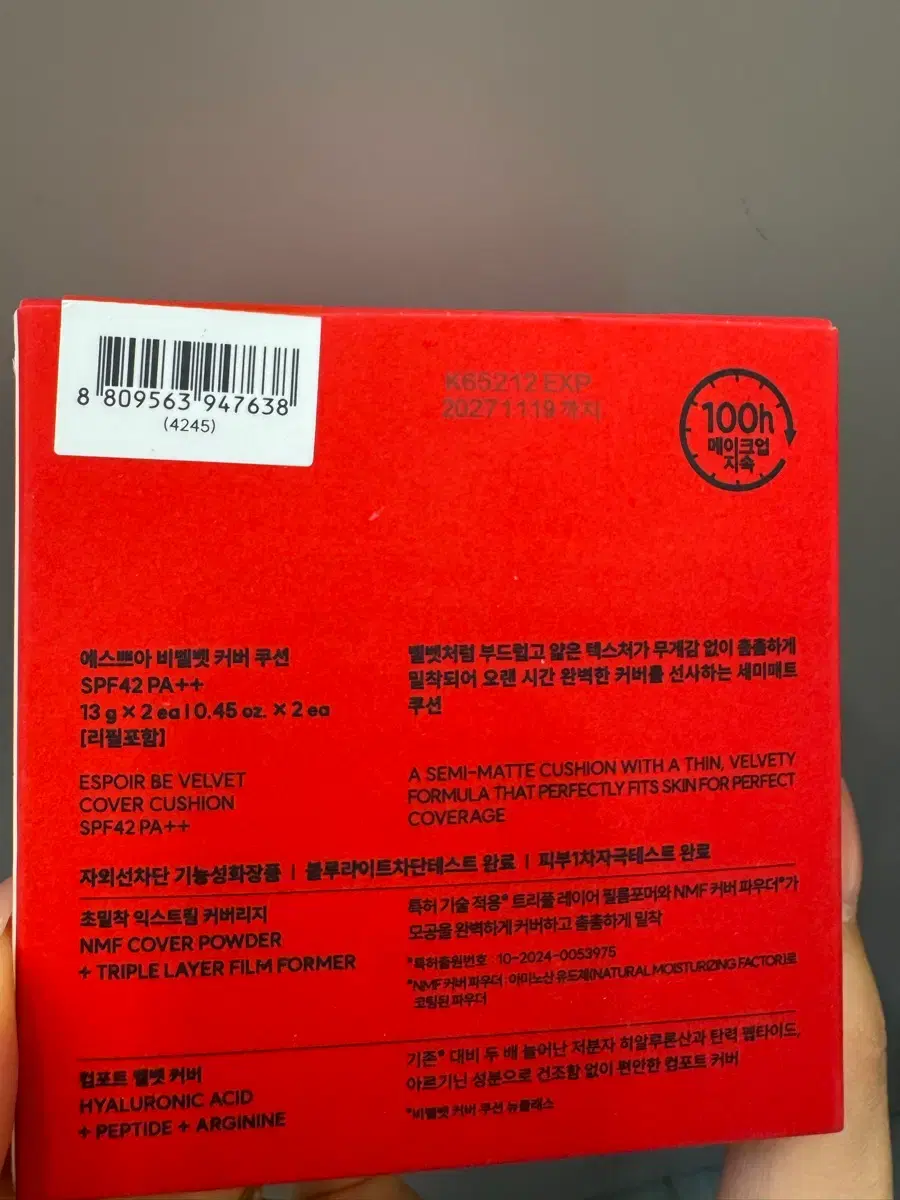 8 809563 947638
(4245)
K65212 EXP
20271119 까지
100h
메이크업
지속
에스쁘아 비벨벳 커버 쿠션
SPF42 PA++
13 g × 2 ea | 0.45 oz. × 2 ea
[리필포함]
ESPOIR BE VELVET
COVER CUSHION
SPF42 PA++
벨벳처럼 부드럽고 얇은 텍스처가 무게감 없이 촘촘하게
밀착되어 오랜 시간 완벽한 커버를 선사하는 세미매트
쿠션
A SEMI-MATTE CUSHION WITH A THIN, VELVETY
FORMULA THAT PERFECTLY FITS SKIN FOR PERFECT
COVERAGE
자외선차단 기능성화장품 | 블루라이트차단테스트 완료 | 피부1차자극테스트 완료
초밀착 익스트림 커버리지
NMF COVER POWDER
+ TRIPLE LAYER FILM FORMER
특허 기술 적용* 트리플 레이어 필름포머와 NMF 커버 파우더*가
모공을 완벽하게 커버하고 촘촘하게 밀착
*특허출원번호 : 10-2024-0053975
*NMF 커버 파우더 : 아미노산 유도체(NATURAL MOISTURIZING FACTOR)로
코팅된 파우더
컴포트 벨벳 커버
HYALURONIC ACID
+ PEPTIDE + ARGININE
기존* 대비 두 배 늘어난 저분자 히알루론산과 탄력 펩타이드,
아르기닌 성분으로 건조함 없이 편안한 컴포트 커버
*비벨벳 커버 쿠션 뉴클래스